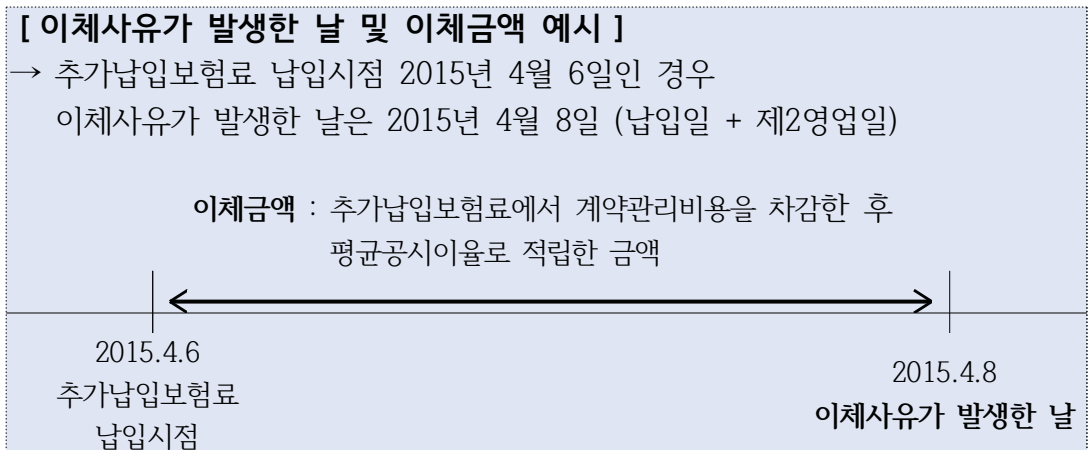 [ 이체사유가 발생한 날 및 이체금액 예시 ]
→ 추가납입보험료 납입시점 2015년 4월 6일인 경우
이체사유가 발생한 날은 2015년 4월 8일 (납입일 + 제2영업일)
이체금액 : 추가납입보험료에서 계약관리비용을 차감한 후
평균공시이율로 적립한 금액
2015.4.6
추가납입보험료
납입시점
2015.4.8
이체사유가 발생한 날